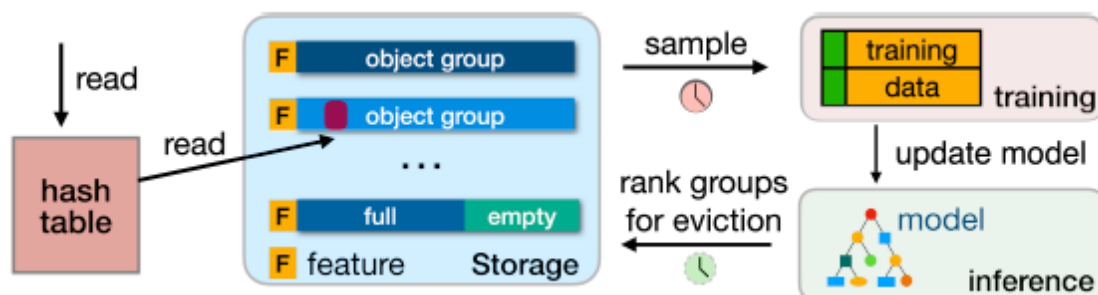 read
hash
table
read
F object group
F object group
...
F full empty
F feature Storage
sample
training
data
training
update model
rank groups
for eviction
model
inference